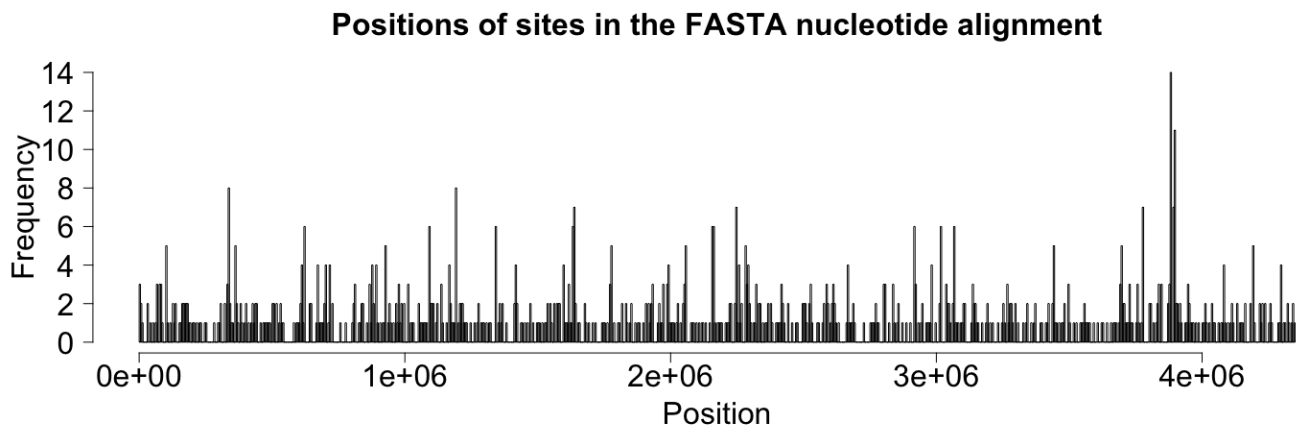 Positions of sites in the FASTA nucleotide alignment
Frequency
14
12
10
8
6
4
2
0
0e+00 1e+06 2e+06 3e+06 4e+06
Position